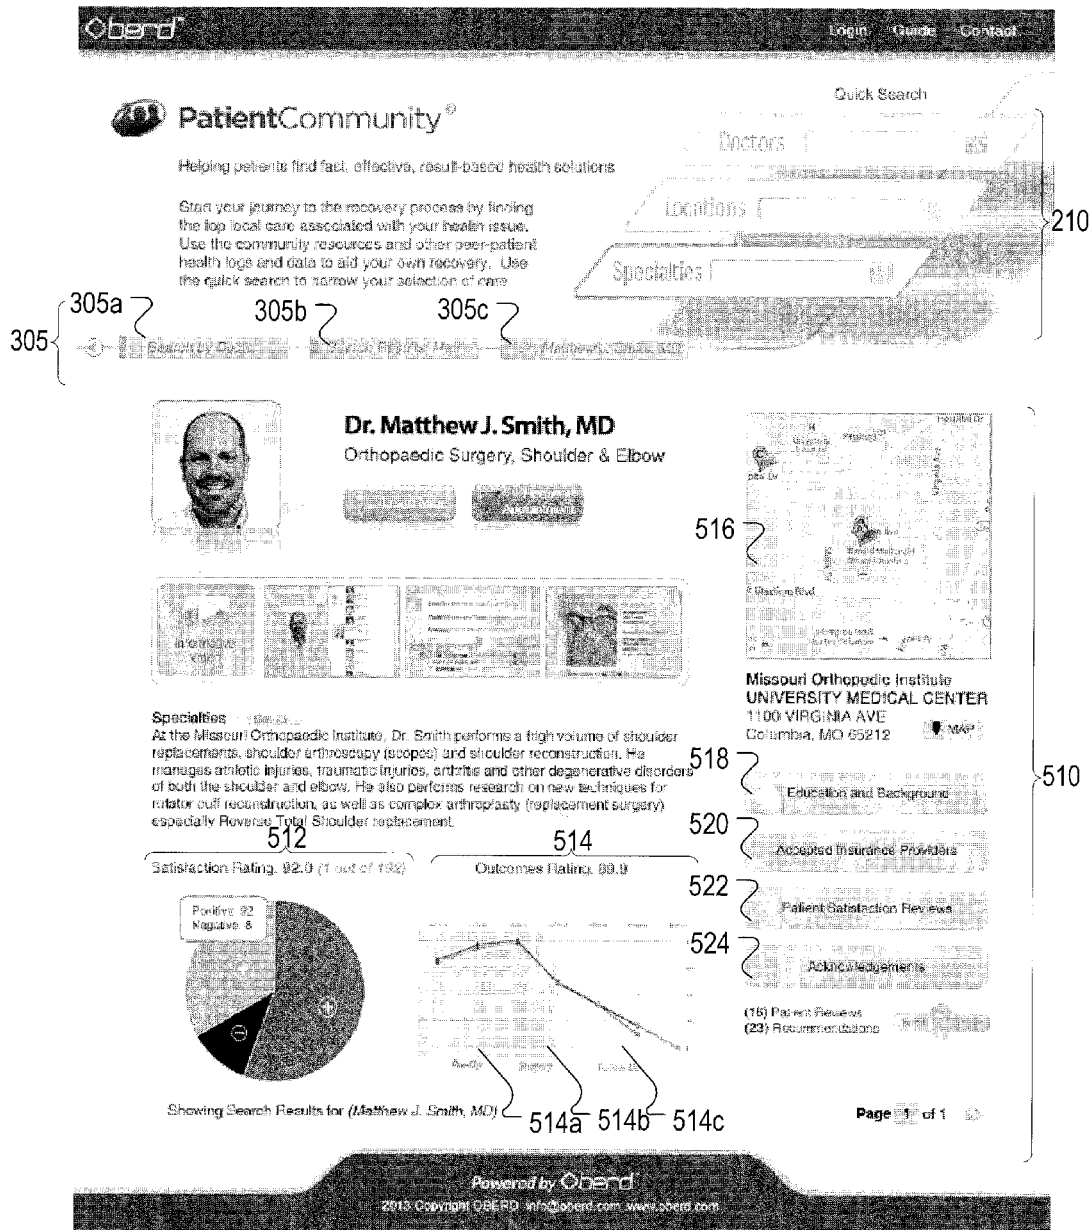 Oberd™
Login Guide Contact
Quick Search
PatientCommunity©
Doctors
Helping patients find fact, effective, result-based health solutions
Locations
210
Start your journey to the recovery process by finding
the top local care associated with your health issue.
Use the community resources and other peer-patient
health logs and data to aid your own recovery. Use
the quick search to narrow your selection of care
Specialties
305a
305b
305c
305
Dr. Matthew J. Smith, MD
Orthopaedic Surgery, Shoulder & Elbow
Appointment
516
Missouri Orthopedic Institute
UNIVERSITY MEDICAL CENTER
1100 VIRGINIA AVE
Columbia, MO 65212
MAP
Specialties
At the Missouri Orthopaedic Institute, Dr. Smith performs a high volume of shoulder
replacements, shoulder arthroscopy (scopes) and shoulder reconstruction. He
manages athletic injuries, traumatic injuries, arthritis and other degenerative disorders
of both the shoulder and elbow. He also performs research on new techniques for
rotator cuff reconstruction, as well as complex arthroplasty (replacement surgery)
especially Reverse Total Shoulder replacement.
518
Education and Background
510
520
Accepted Insurance Providers
522
Patient Satisfaction Reviews
524
Acknowledgements
(16) Patient Reviews
(23) Recommendations
512
Satisfaction Rating: 92.0 (1 out of 192)
Positive: 92
Negative: 8
514
Outcomes Rating: 89.9
Pre-Op
Surgery
514a 514b 514c
Showing Search Results for (Matthew J. Smith, MD)
Page 1 of 1
Powered by Oberd
2013 Copyright OBERD info@oberd.com www.oberd.com